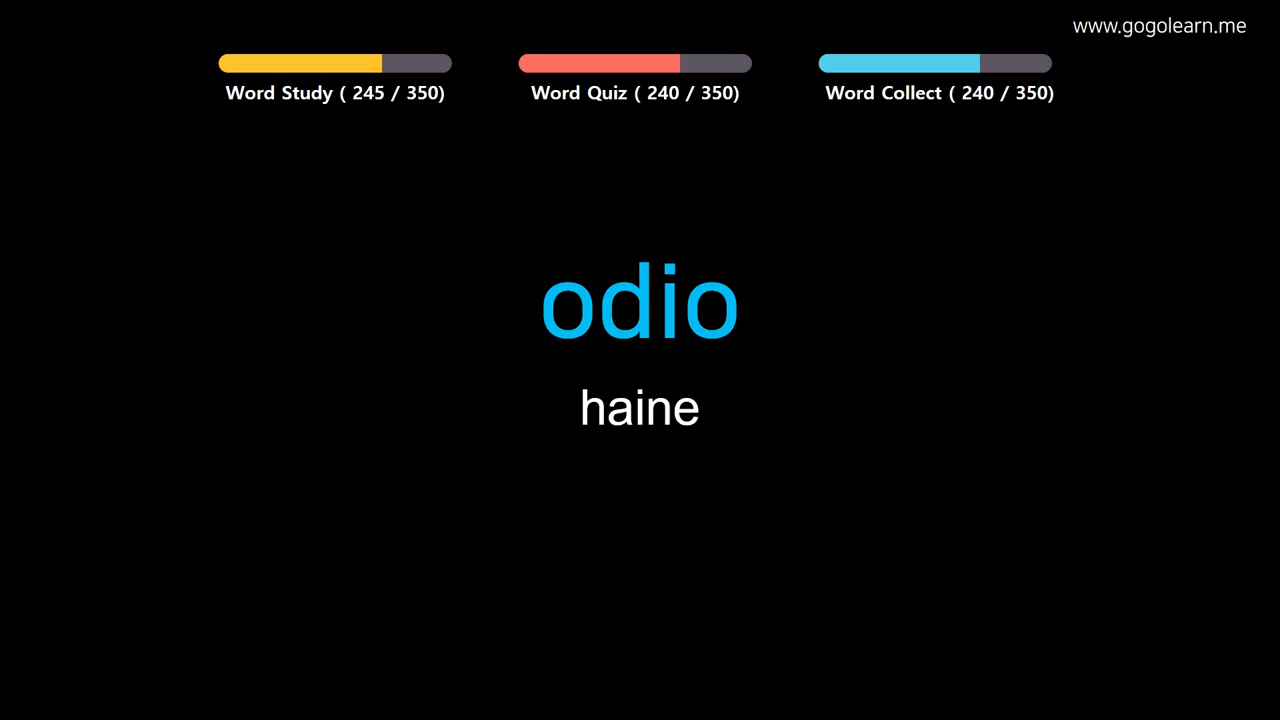 www.gogolearn.me
Word Study ( 245 / 350)
Word Quiz ( 240 / 350)
Word Collect ( 240 / 350)
odio
haine